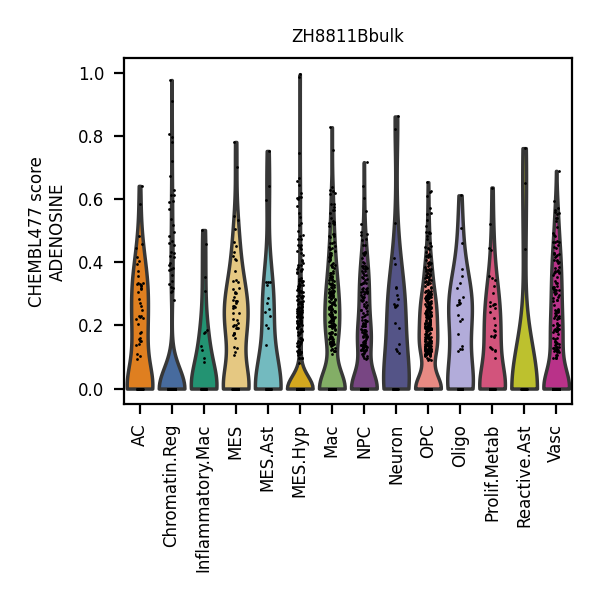 ZH8811Bbulk
CHEMBL477 score
ADENOSINE
1.0
0.8
0.6
0.4
0.2
0.0
AC
Chromatin.Reg
Inflammatory.Mac
MES
MES.Ast
MES.Hyp
Mac
NPC
Neuron
OPC
Oligo
Prolif.Metab
Reactive.Ast
Vasc